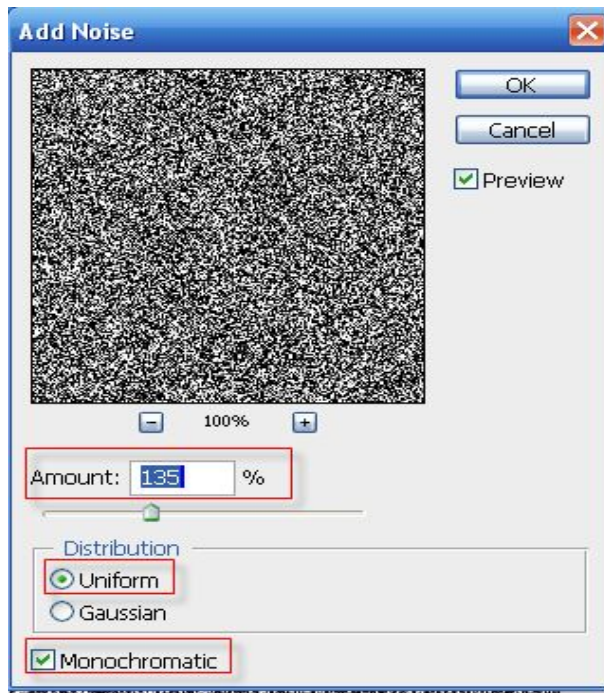 Add Noise
OK
Cancel
Preview
100%
Amount: 135 %
Distribution
Uniform
Gaussian
Monochromatic